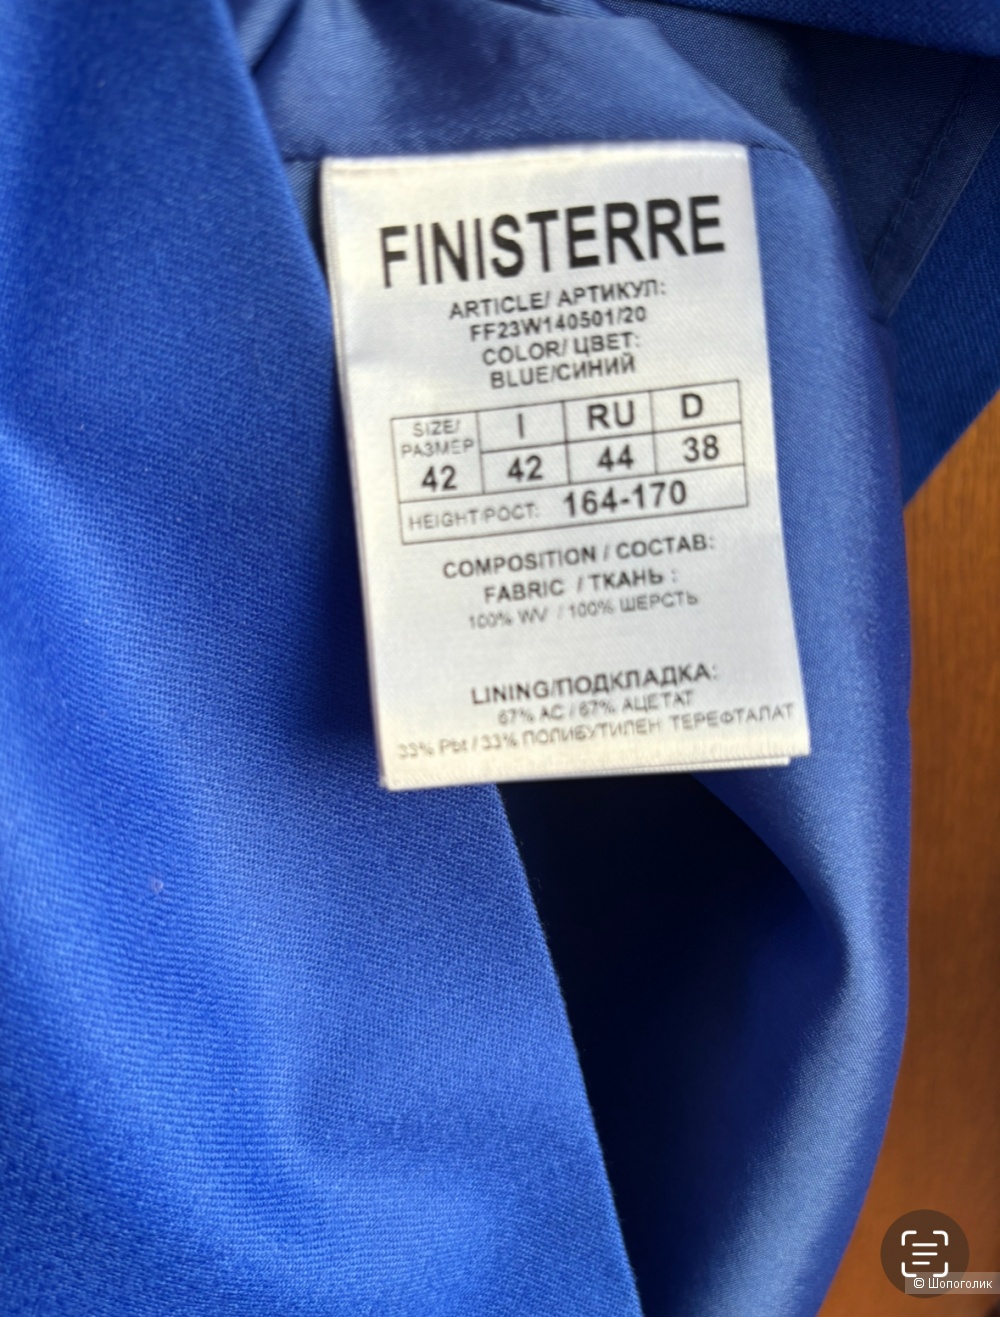 FINISTERRE
ARTICLE/ АРТИКУЛ:
FF23W140501/20
COLOR/ ЦВЕТ:
BLUE/СИНИЙ
SIZE/ I RU D
РАЗМЕР
42 42 44 38
HEIGHT/РОСТ: 164-170
COMPOSITION / СОСТАВ:
FABRIC / ТКАНЬ :
100% WV / 100% ШЕРСТЬ
LINING/ПОДКЛАДКА:
67% AC / 67% АЦЕТАТ
33% Pbt / 33% ПОЛИБУТИЛЕН ТЕРЕФТАЛАТ
© Шопоголик